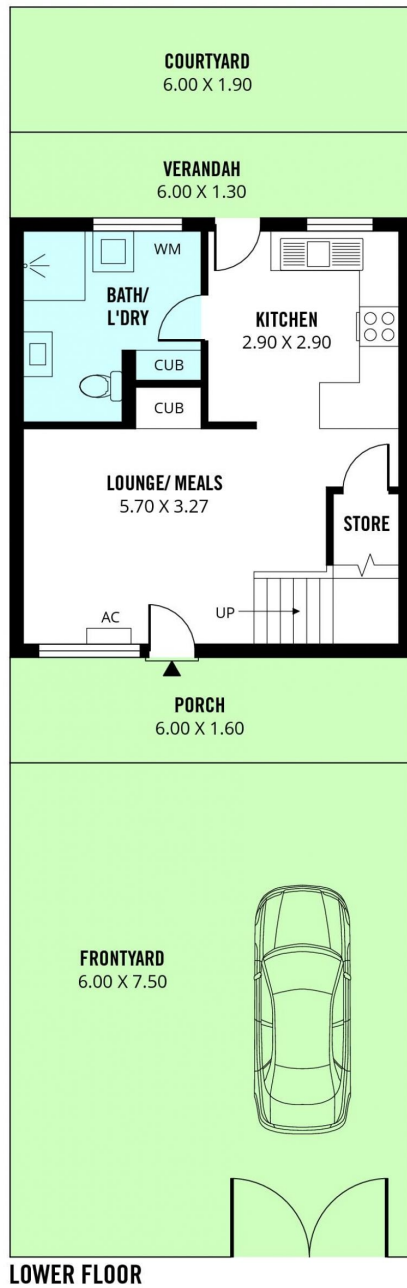 COURTYARD
6.00 X 1.90
VERANDAH
6.00 X 1.30
WM
BATH/
L'DRY
KITCHEN
2.90 X 2.90
CUB
CUB
LOUNGE/ MEALS
5.70 X 3.27
STORE
AC
UP
PORCH
6.00 X 1.60
FRONTYARD
6.00 X 7.50
LOWER FLOOR